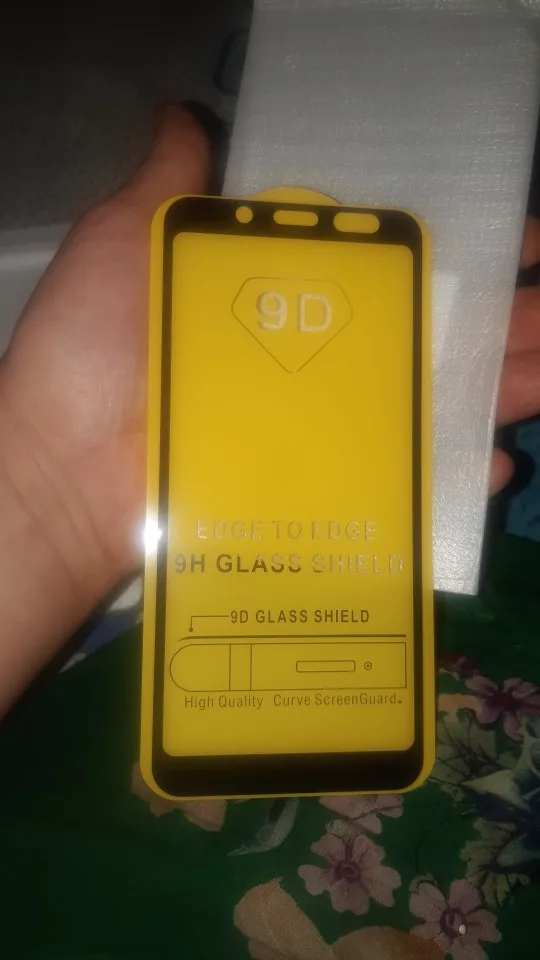 9D
EDGE TO EDGE
9H GLASS SHIELD
9D GLASS SHIELD
High Quality Curve ScreenGuard.